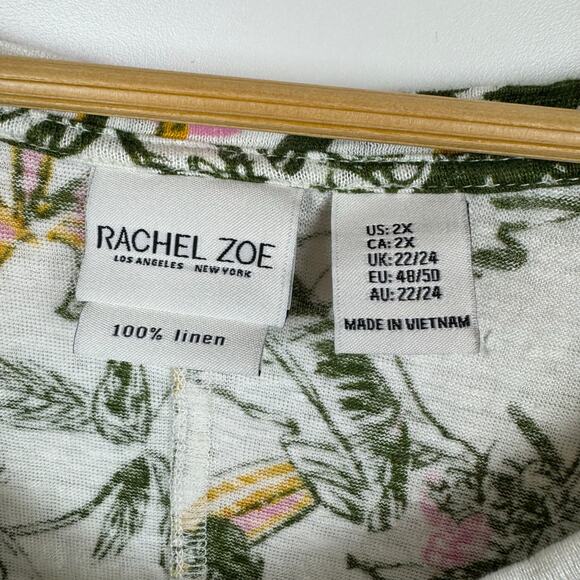 RACHEL ZOE
LOS ANGELES NEW YORK
100% linen
US: 2X
CA: 2X
UK: 22/24
EU: 48/50
AU: 22/24
MADE IN VIETNAM